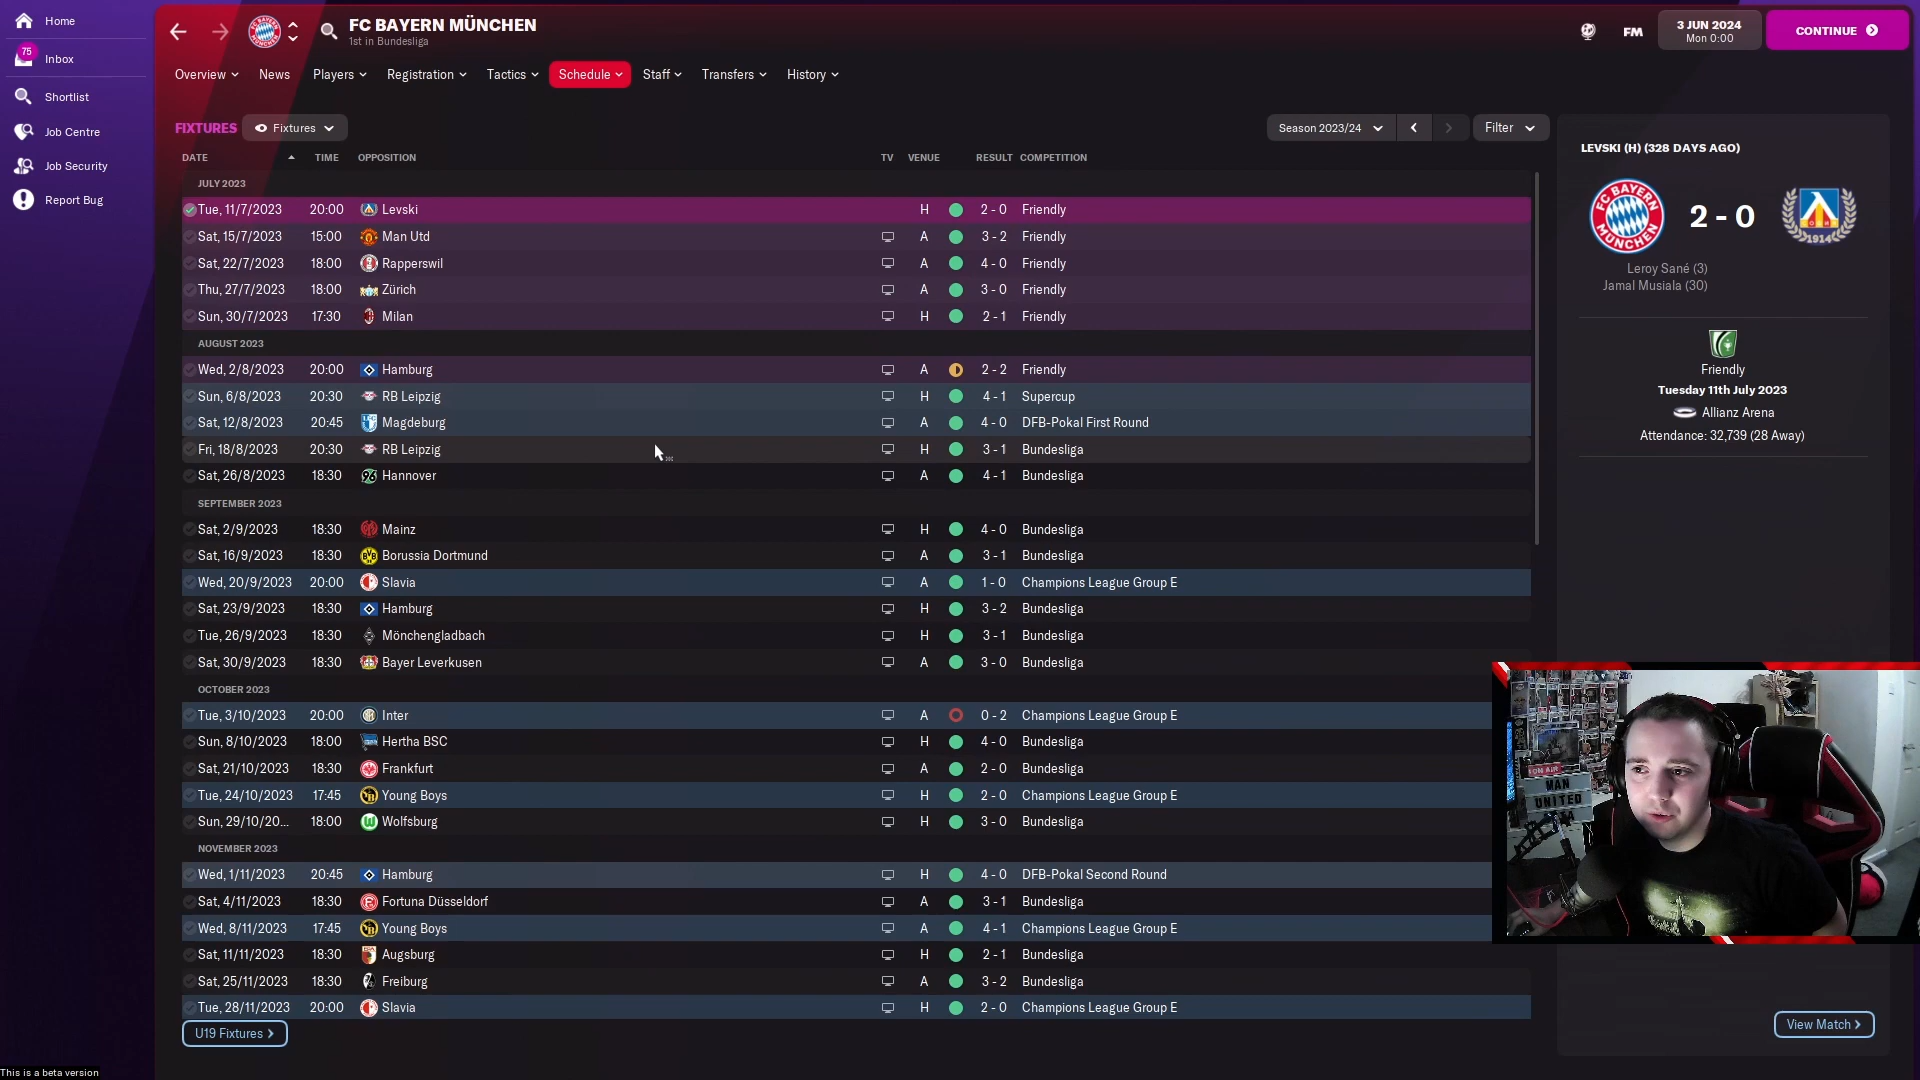 Home
75
Inbox
Shortlist
Job Centre
Job Security
Report Bug
FC BAYERN MÜNCHEN
1st in Bundesliga
FM
3 JUN 2024
Mon 0:00
CONTINUE
Overview News Players Registration Tactics Schedule Staff Transfers History
FIXTURES Fixtures Season 2023/24 Filter
DATE TIME OPPOSITION TV VENUE RESULT COMPETITION
JULY 2023
Tue, 11/7/2023 20:00 Levski H 2 - 0 Friendly
Sat, 15/7/2023 15:00 Man Utd A 3 - 2 Friendly
Sat, 22/7/2023 18:00 Rapperswil A 4 - 0 Friendly
Thu, 27/7/2023 18:00 Zürich A 3 - 0 Friendly
Sun, 30/7/2023 17:30 Milan H 2 - 1 Friendly
AUGUST 2023
Wed, 2/8/2023 20:00 Hamburg A 2 - 2 Friendly
Sun, 6/8/2023 20:30 RB Leipzig H 4 - 1 Supercup
Sat, 12/8/2023 20:45 Magdeburg A 4 - 0 DFB-Pokal First Round
Fri, 18/8/2023 20:30 RB Leipzig H 3 - 1 Bundesliga
Sat, 26/8/2023 18:30 Hannover A 4 - 1 Bundesliga
SEPTEMBER 2023
Sat, 2/9/2023 18:30 Mainz H 4 - 0 Bundesliga
Sat, 16/9/2023 18:30 Borussia Dortmund A 3 - 1 Bundesliga
Wed, 20/9/2023 20:00 Slavia A 1 - 0 Champions League Group E
Sat, 23/9/2023 18:30 Hamburg H 3 - 2 Bundesliga
Tue, 26/9/2023 18:30 Mönchengladbach H 3 - 1 Bundesliga
Sat, 30/9/2023 18:30 Bayer Leverkusen A 3 - 0 Bundesliga
OCTOBER 2023
Tue, 3/10/2023 20:00 Inter A 0 - 2 Champions League Group E
Sun, 8/10/2023 18:00 Hertha BSC H 4 - 0 Bundesliga
Sat, 21/10/2023 18:30 Frankfurt A 2 - 0 Bundesliga
Tue, 24/10/2023 17:45 Young Boys H 2 - 0 Champions League Group E
Sun, 29/10/20... 18:00 Wolfsburg H 3 - 0 Bundesliga
NOVEMBER 2023
Wed, 1/11/2023 20:45 Hamburg H 4 - 0 DFB-Pokal Second Round
Sat, 4/11/2023 18:30 Fortuna Düsseldorf A 3 - 1 Bundesliga
Wed, 8/11/2023 17:45 Young Boys A 4 - 1 Champions League Group E
Sat, 11/11/2023 18:30 Augsburg H 2 - 1 Bundesliga
Sat, 25/11/2023 18:30 Freiburg A 3 - 2 Bundesliga
Tue, 28/11/2023 20:00 Slavia H 2 - 0 Champions League Group E
U19 Fixtures
LEVSKI (H) (328 DAYS AGO)
FC BAYERN
MÜNCHEN
2 - 0
1914
Leroy Sané (3)
Jamal Musiala (30)
Friendly
Tuesday 11th July 2023
Allianz Arena
Attendance: 32,739 (28 Away)
ON AIR
MAN
UNITED
View Match
This is a beta version